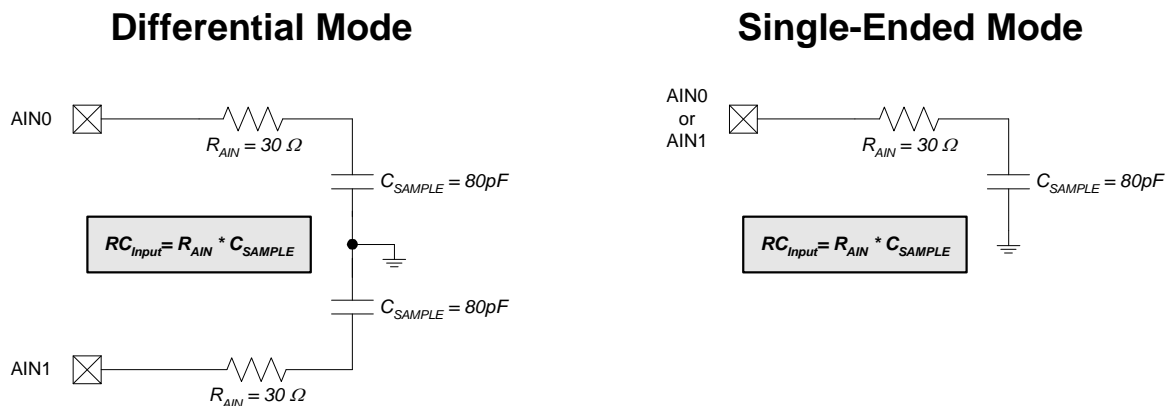 Differential Mode
AIN0
R_AIN = 30 Ω
C_SAMPLE = 80pF
RC_Input= R_AIN * C_SAMPLE
C_SAMPLE = 80pF
AIN1
R_AIN = 30 Ω
Single-Ended Mode
AIN0
or
AIN1
R_AIN = 30 Ω
C_SAMPLE = 80pF
RC_Input= R_AIN * C_SAMPLE